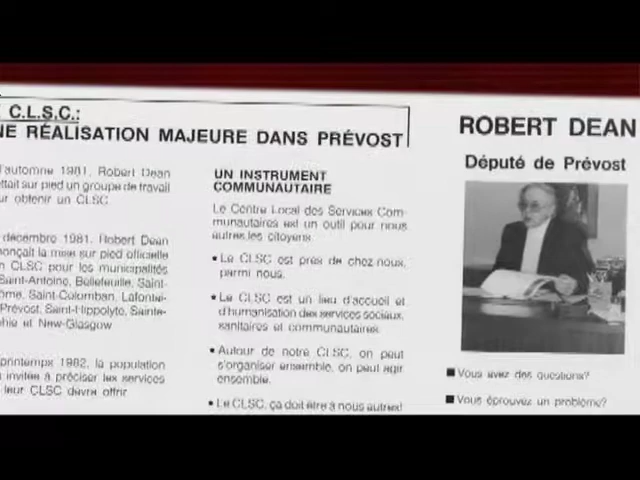 C.L.S.C.:
NE RÉALISATION MAJEURE DANS PRÉVOST
l'automne 1981, Robert Dean
ettait sur pied un groupe de travail
ur obtenir un CLSC.
décembre 1981, Robert Dean
nonçait la mise sur pied officielle
n CLSC pour les municipalités
Saint-Antoine, Bellefeuille, Saint-
ôme, Saint-Colomban, Lafontai-
Prévost, Saint-Hippolyte, Sainte-
phie et New-Glasgow
printemps 1982, la population
invitée à préciser les services
leur CLSC devra offrir
UN INSTRUMENT
COMMUNAUTAIRE
Le Centre Local des Services Com-
munautaires est un outil pour nous
autres les citoyens.
• Le CLSC est près de chez nous,
parmi nous.
• Le CLSC est un lieu d'accueil et
d'humanisation des services sociaux,
sanitaires et communautaires.
• Autour de notre CLSC, on peut
s'organiser ensemble, on peut agir
ensemble.
• Le CLSC, ça doit être à nous autres!
ROBERT DEAN
Député de Prévost
■ Vous avez des questions?
■ Vous éprouvez un problème?